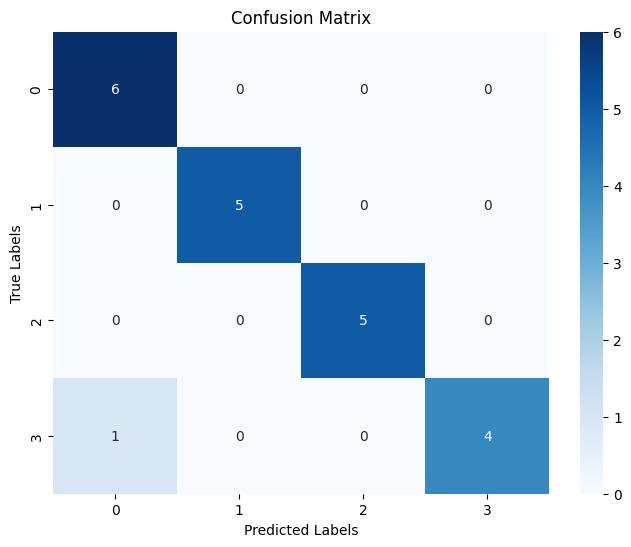 Confusion Matrix
True Labels
0 6 0 0 0
1 0 5 0 0
2 0 0 5 0
3 1 0 0 4
0 1 2 3
Predicted Labels
6
5
4
3
2
1
0